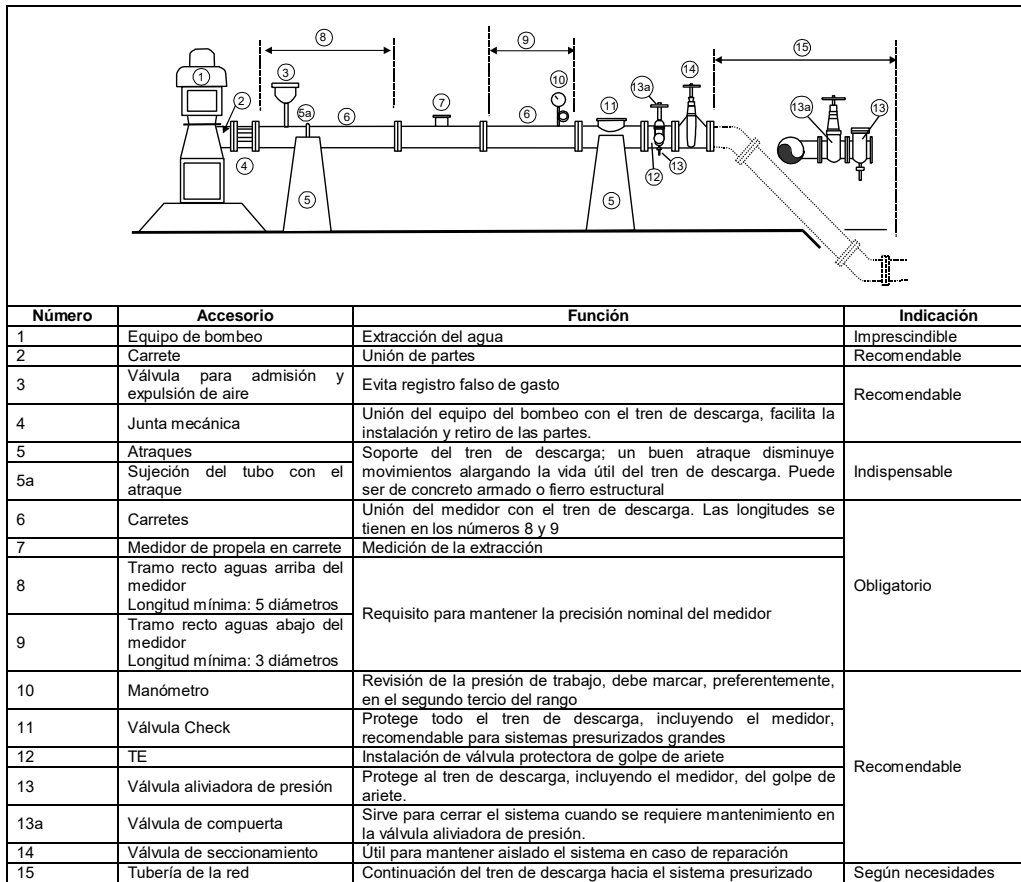 8
9
15
1
3
10
14
13a
2
5a
6
7
6
11
13a
13
4
12
13
5
5
Número Accesorio Función Indicación
1 Equipo de bombeo Extracción del agua Imprescindible
2 Carrete Unión de partes Recomendable
3 Válvula para admisión y
expulsión de aire Evita registro falso de gasto
Recomendable
4 Junta mecánica Unión del equipo del bombeo con el tren de descarga, facilita la
instalación y retiro de las partes.
5 Atraques Soporte del tren de descarga; un buen atraque disminuye
movimientos alargando la vida útil del tren de descarga. Puede
ser de concreto armado o fierro estructural
Indispensable
5a Sujeción del tubo con el
atraque
6 Carretes Unión del medidor con el tren de descarga. Las longitudes se
tienen en los números 8 y 9
Obligatorio
7 Medidor de propela en carrete Medición de la extracción
8 Tramo recto aguas arriba del
medidor
Longitud mínima: 5 diámetros
Requisito para mantener la precisión nominal del medidor
9 Tramo recto aguas abajo del
medidor
Longitud mínima: 3 diámetros
10 Manómetro Revisión de la presión de trabajo, debe marcar, preferentemente,
en el segundo tercio del rango
Recomendable
11 Válvula Check Protege todo el tren de descarga, incluyendo el medidor,
recomendable para sistemas presurizados grandes
12 TE Instalación de válvula protectora de golpe de ariete
13 Válvula aliviadora de presión Protege al tren de descarga, incluyendo el medidor, del golpe de
ariete.
13a Válvula de compuerta Sirve para cerrar el sistema cuando se requiere mantenimiento en
la válvula aliviadora de presión.
14 Válvula de seccionamiento Útil para mantener aislado el sistema en caso de reparación
15 Tubería de la red Continuación del tren de descarga hacia el sistema presurizado Según necesidades